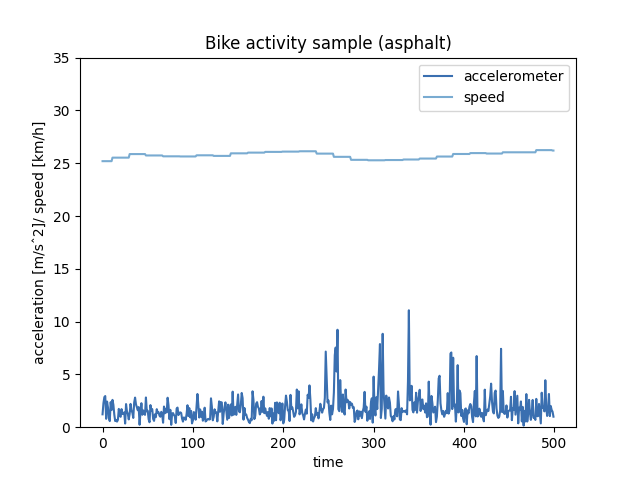 Bike activity sample (asphalt)
accelerometer
speed
35
30
25
20
15
10
5
0
acceleration [m/sˆ2]/ speed [km/h]
0 100 200 300 400 500
time